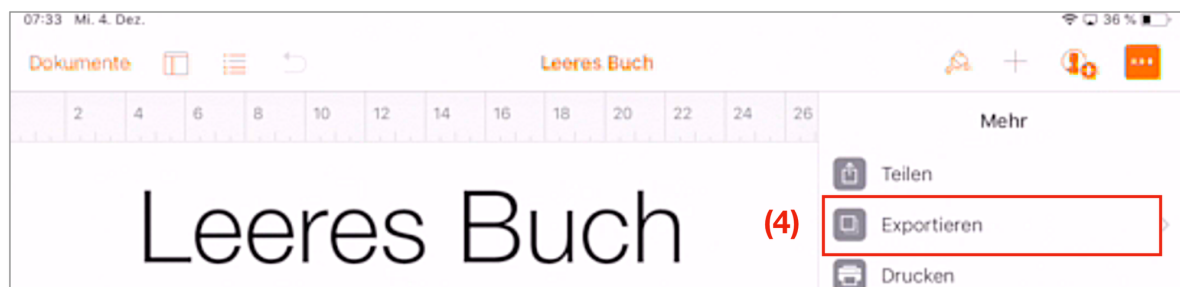 07:33 Mi. 4. Dez. 36 %
Dokumente Leeres Buch
2 4 6 8 10 12 14 16 18 20 22 24 26
Mehr
Teilen
Leeres Buch
(4) Exportieren
Drucken